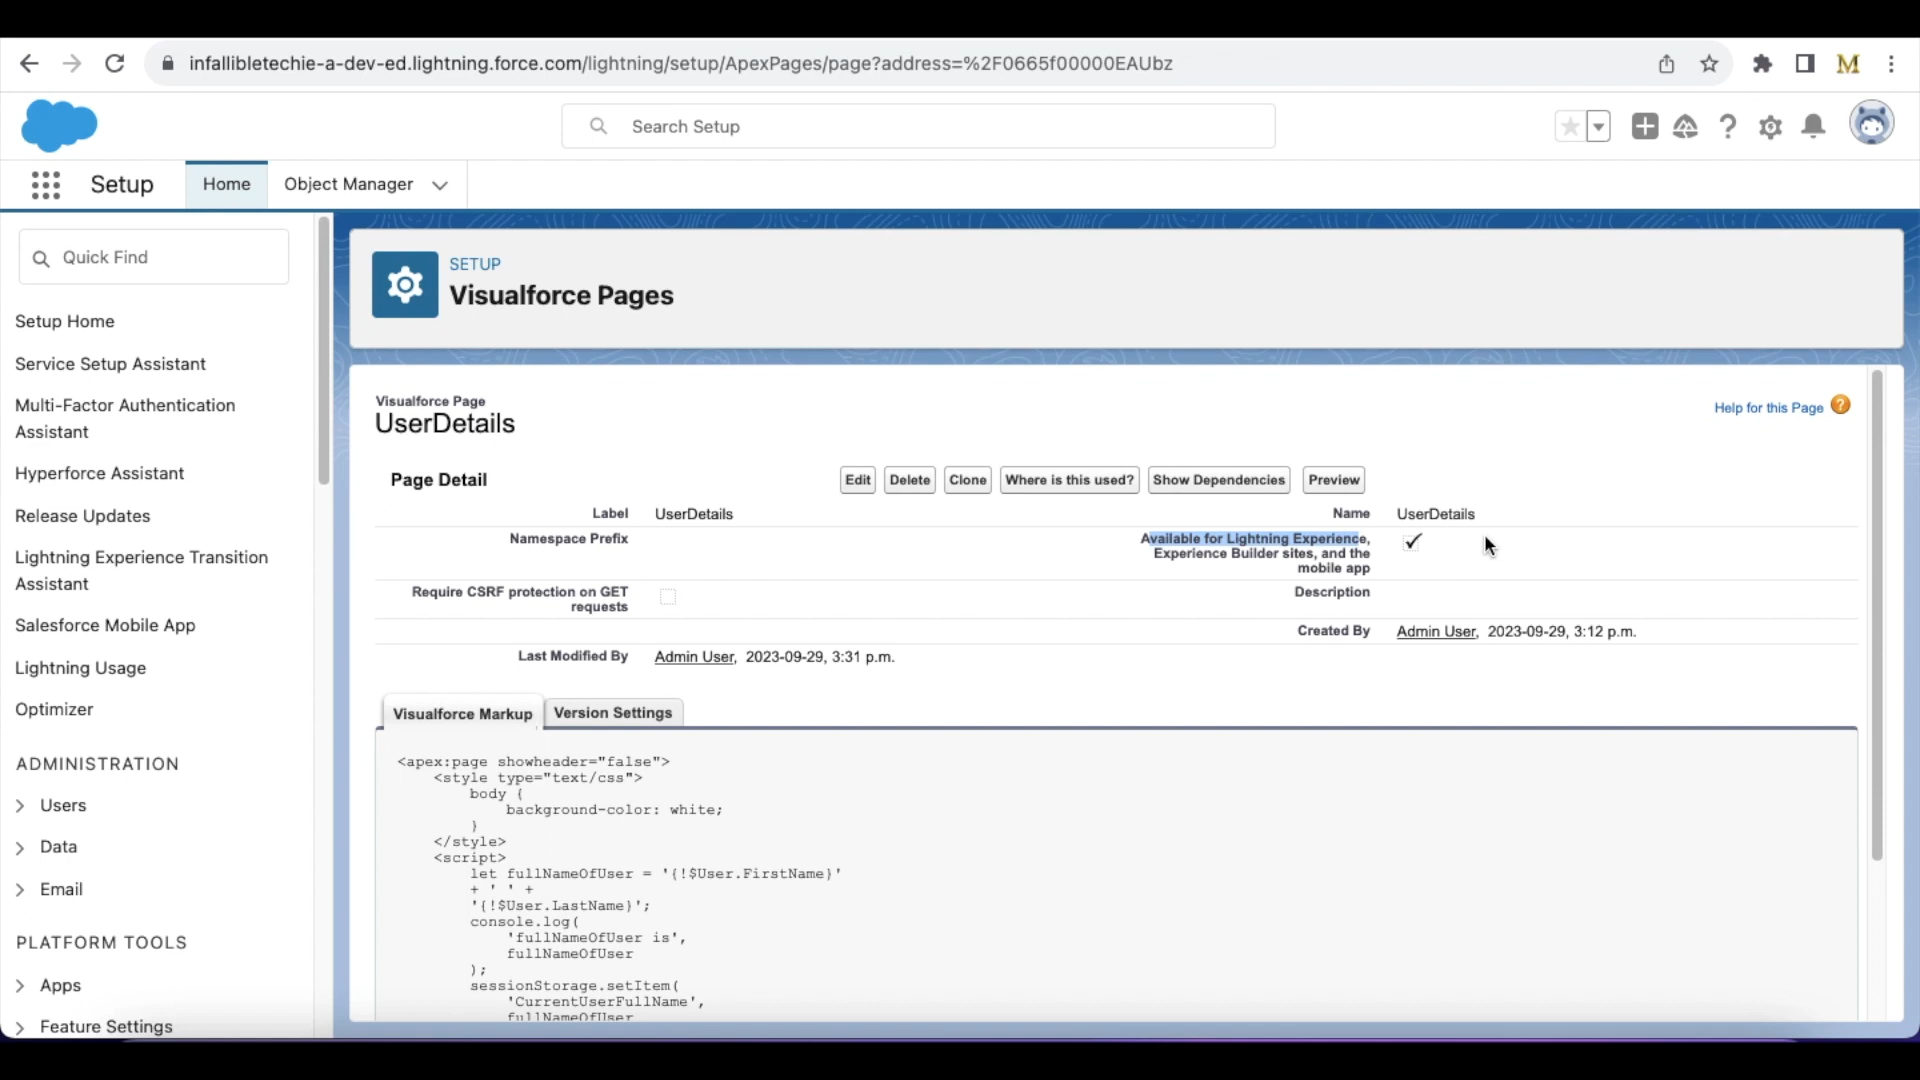 infallibletechie-a-dev-ed.lightning.force.com/lightning/setup/ApexPages/page?address=%2F0665f00000EAUbz
M
Search Setup
Setup
Home
Object Manager
Quick Find
Setup Home
Service Setup Assistant
Multi-Factor Authentication
Assistant
Hyperforce Assistant
Release Updates
Lightning Experience Transition
Assistant
Salesforce Mobile App
Lightning Usage
Optimizer
ADMINISTRATION
Users
Data
Email
PLATFORM TOOLS
Apps
Feature Settings
SETUP
Visualforce Pages
Visualforce Page
UserDetails
Help for this Page ?
Page Detail
Edit Delete Clone Where is this used? Show Dependencies Preview
Label UserDetails Name UserDetails
Namespace Prefix
Available for Lightning Experience,
Experience Builder sites, and the
mobile app
Require CSRF protection on GET
requests
Description
Created By Admin User, 2023-09-29, 3:12 p.m.
Last Modified By Admin User, 2023-09-29, 3:31 p.m.
Visualforce Markup Version Settings
<apex:page showheader="false">
<style type="text/css">
body {
background-color: white;
}
</style>
<script>
let fullNameOfUser = '{!$User.FirstName}'
+ ' ' +
'{!$User.LastName}';
console.log(
'fullNameOfUser is',
fullNameOfUser
);
sessionStorage.setItem(
'CurrentUserFullName',
fullNameOfUser